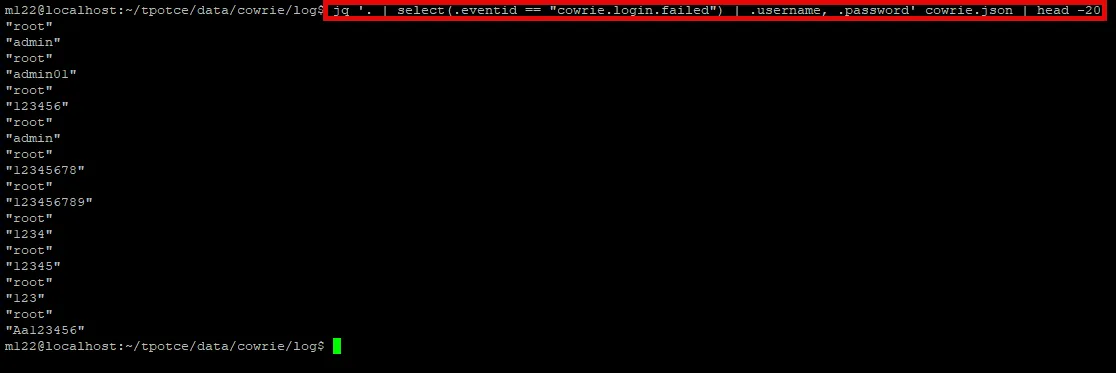 m122@localhost:~/tpotce/data/cowrie/log$ jq '. | select(.eventid == "cowrie.login.failed") | .username, .password' cowrie.json | head -20
"root"
"admin"
"root"
"admin01"
"root"
"123456"
"root"
"admin"
"root"
"12345678"
"root"
"123456789"
"root"
"1234"
"root"
"12345"
"root"
"123"
"root"
"Aa123456"
m122@localhost:~/tpotce/data/cowrie/log$